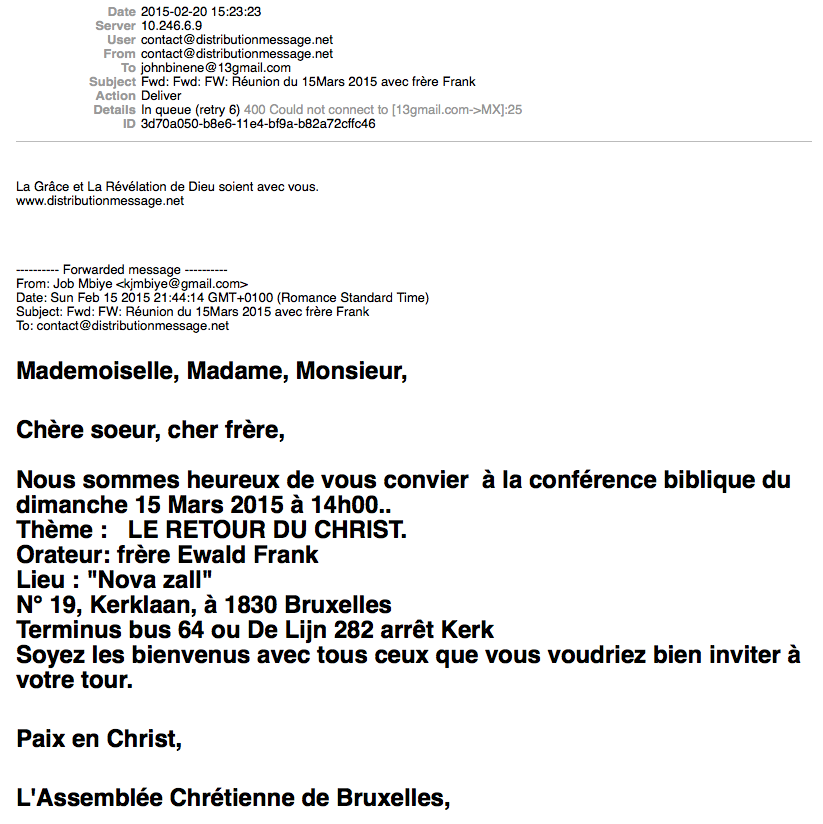 Date 2015-02-20 15:23:23
Server 10.246.6.9
User contact@distributionmessage.net
From contact@distributionmessage.net
To johnbinene@13gmail.com
Subject Fwd: Fwd: FW: Réunion du 15Mars 2015 avec frère Frank
Action Deliver
Details In queue (retry 6) 400 Could not connect to [13gmail.com->MX]:25
ID 3d70a050-b8e6-11e4-bf9a-b82a72cffc46
La Grâce et La Révélation de Dieu soient avec vous.
www.distributionmessage.net
---------- Forwarded message ----------
From: Job Mbiye <kjmbiye@gmail.com>
Date: Sun Feb 15 2015 21:44:14 GMT+0100 (Romance Standard Time)
Subject: Fwd: FW: Réunion du 15Mars 2015 avec frère Frank
To: contact@distributionmessage.net
Mademoiselle, Madame, Monsieur,
Chère soeur, cher frère,
Nous sommes heureux de vous convier  à la conférence biblique du
dimanche 15 Mars 2015 à 14h00..
Thème :   LE RETOUR DU CHRIST.
Orateur: frère Ewald Frank
Lieu : "Nova zall"
N° 19, Kerklaan, à 1830 Bruxelles
Terminus bus 64 ou De Lijn 282 arrêt Kerk
Soyez les bienvenus avec tous ceux que vous voudriez bien inviter à
votre tour.
Paix en Christ,
L'Assemblée Chrétienne de Bruxelles,